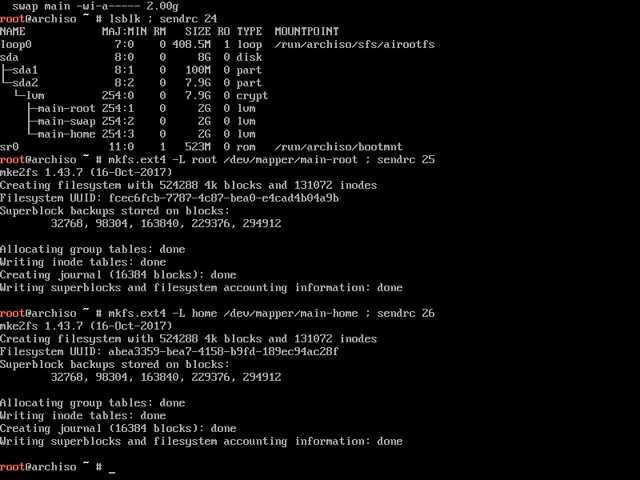 swap main -wi-a----- 2.00g
root@archiso ~ # lsblk ; sendrc 24
NAME MAJ:MIN RM SIZE RO TYPE MOUNTPOINT
loop0 7:0 0 408.5M 1 loop /run/archiso/sfs/airootfs
sda 8:0 0 8G 0 disk
├─sda1 8:1 0 100M 0 part
└─sda2 8:2 0 7.9G 0 part
└─lvm 254:0 0 7.9G 0 crypt
├─main-root 254:1 0 2G 0 lvm
├─main-swap 254:2 0 2G 0 lvm
└─main-home 254:3 0 2G 0 lvm
sr0 11:0 1 523M 0 rom /run/archiso/bootmnt
root@archiso ~ # mkfs.ext4 -L root /dev/mapper/main-root ; sendrc 25
mke2fs 1.43.7 (16-Oct-2017)
Creating filesystem with 524288 4k blocks and 131072 inodes
Filesystem UUID: fcec6fcb-7787-4c87-bea0-e4cad4b04a9b
Superblock backups stored on blocks:
32768, 98304, 163840, 229376, 294912

Allocating group tables: done
Writing inode tables: done
Creating journal (16384 blocks): done
Writing superblocks and filesystem accounting information: done

root@archiso ~ # mkfs.ext4 -L home /dev/mapper/main-home ; sendrc 26
mke2fs 1.43.7 (16-Oct-2017)
Creating filesystem with 524288 4k blocks and 131072 inodes
Filesystem UUID: abea3359-bea7-4158-b9fd-189ec94ac28f
Superblock backups stored on blocks:
32768, 98304, 163840, 229376, 294912

Allocating group tables: done
Writing inode tables: done
Creating journal (16384 blocks): done
Writing superblocks and filesystem accounting information: done

root@archiso ~ # _